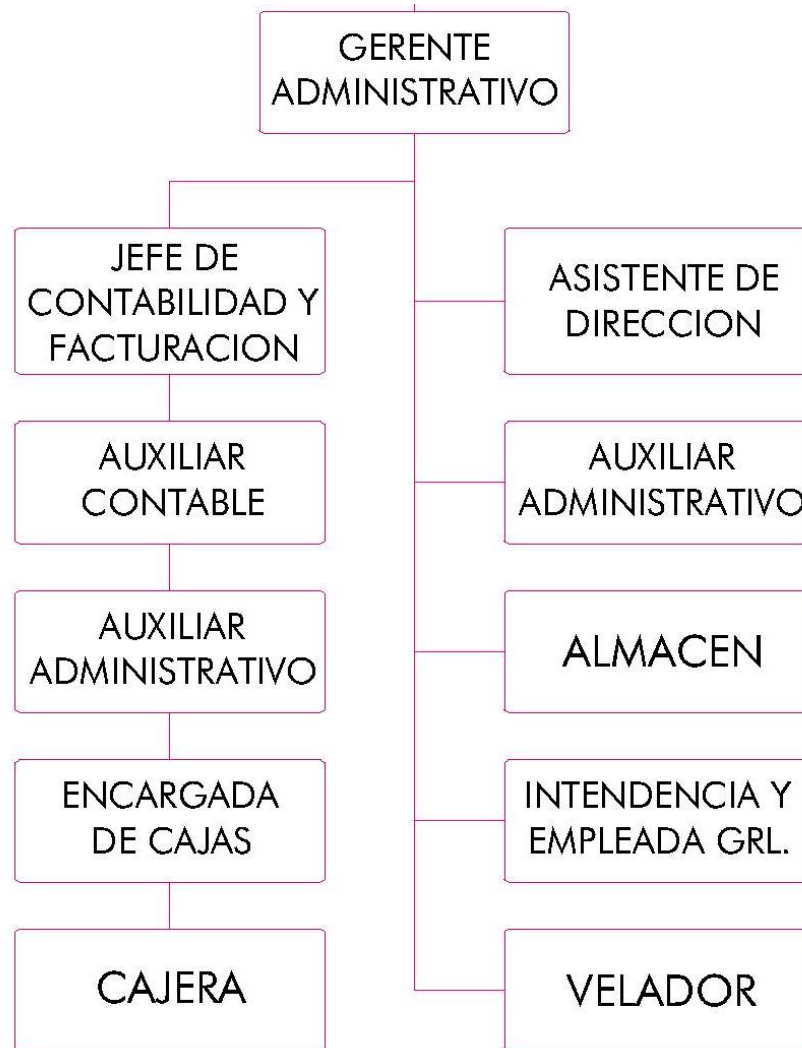 GERENTE
ADMINISTRATIVO
JEFE DE
CONTABILIDAD Y
FACTURACION
AUXILIAR
CONTABLE
AUXILIAR
ADMINISTRATIVO
ENCARGADA
DE CAJAS
CAJERA
ASISTENTE DE
DIRECCION
AUXILIAR
ADMINISTRATIVO
ALMACEN
INTENDENCIA Y
EMPLEADA GRL.
VELADOR